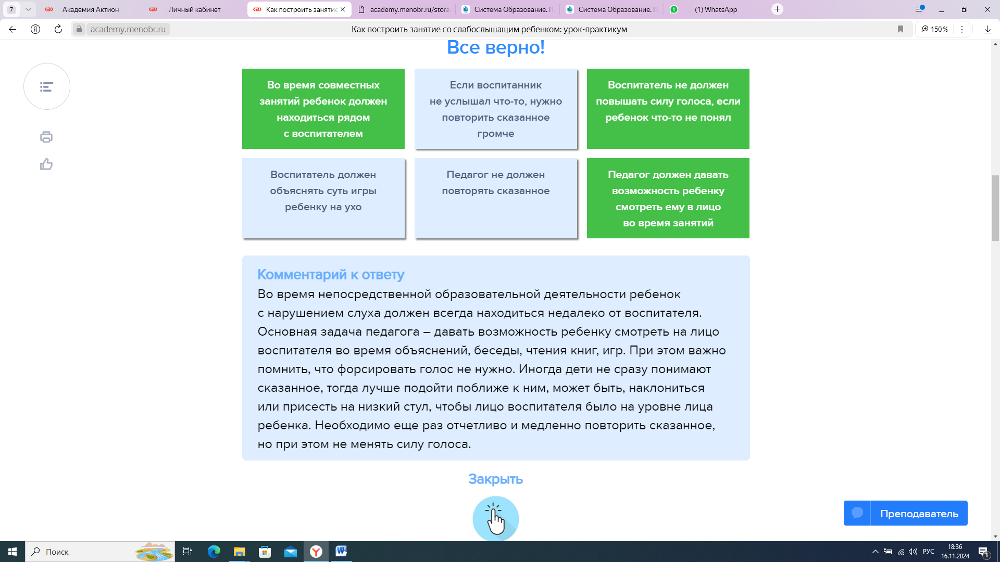 7
Академия Актион
Личный кабинет
Как построить занятие
academy.menobr.ru/stora
Система Образование. П
Система Образование. П
1
(1) WhatsApp
academy.menobr.ru
Как построить занятие со слабослышащим ребенком: урок-практикум
150 %
Все верно!
Во время совместных
занятий ребенок должен
находиться рядом
с воспитателем
Если воспитанник
не услышал что-то, нужно
повторить сказанное
громче
Воспитатель не должен
повышать силу голоса, если
ребенок что-то не понял
Воспитатель должен
объяснять суть игры
ребенку на ухо
Педагог не должен
повторять сказанное
Педагог должен давать
возможность ребенку
смотреть ему в лицо
во время занятий
Комментарий к ответу
Во время непосредственной образовательной деятельности ребенок
с нарушением слуха должен всегда находиться недалеко от воспитателя.
Основная задача педагога – давать возможность ребенку смотреть на лицо
воспитателя во время объяснений, беседы, чтения книг, игр. При этом важно
помнить, что форсировать голос не нужно. Иногда дети не сразу понимают
сказанное, тогда лучше подойти поближе к ним, может быть, наклониться
или присесть на низкий стул, чтобы лицо воспитателя было на уровне лица
ребенка. Необходимо еще раз отчетливо и медленно повторить сказанное,
но при этом не менять силу голоса.
Закрыть
Преподаватель
Поиск
РУС
18:36
16.11.2024
1